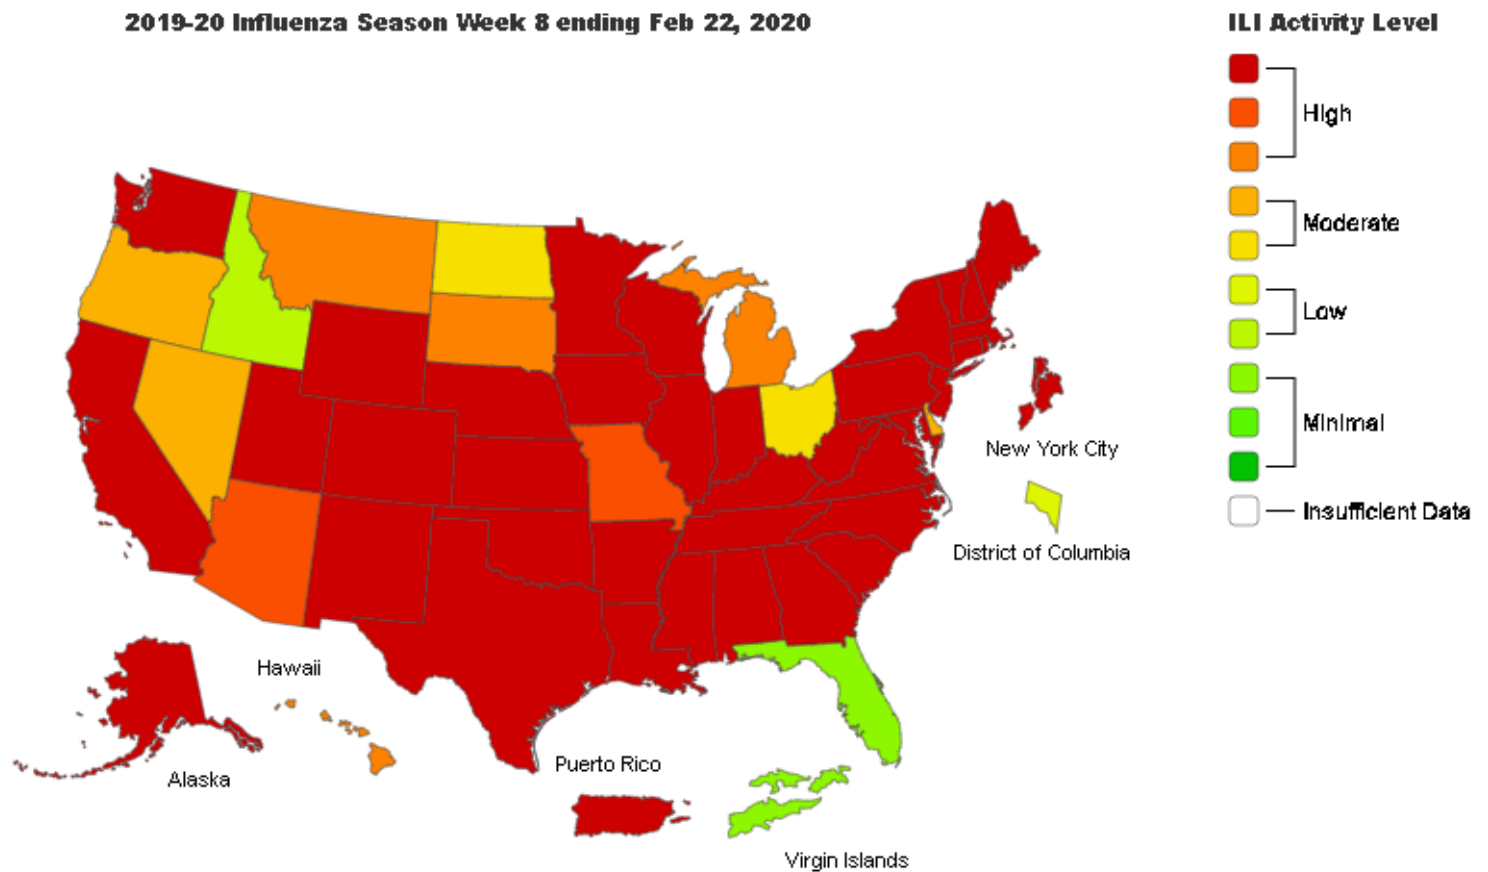 2019-20 Influenza Season Week 8 ending Feb 22, 2020
ILI Activity Level
High
Moderate
Low
Minimal
Insufficient Data
New York City
District of Columbia
Hawaii
Alaska
Puerto Rico
Virgin Islands